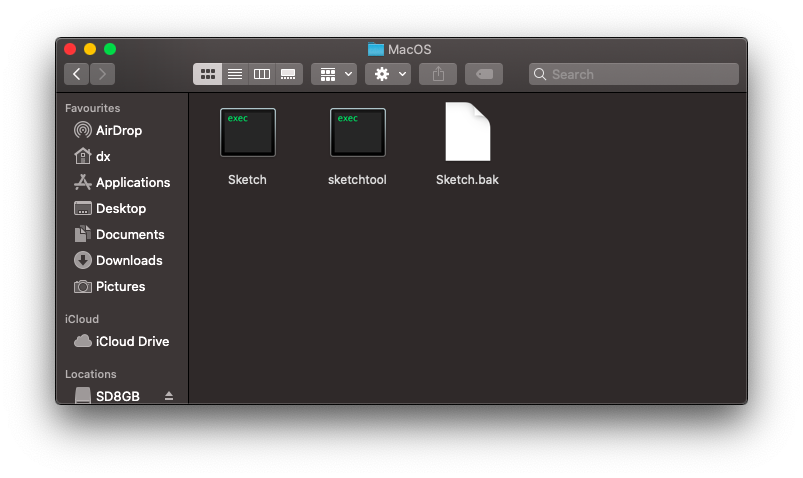 MacOS
Search
Favourites
AirDrop
dx
Applications
Desktop
Documents
Downloads
Pictures
iCloud
iCloud Drive
Locations
SD8GB
exec
exec
Sketch
sketchtool
Sketch.bak